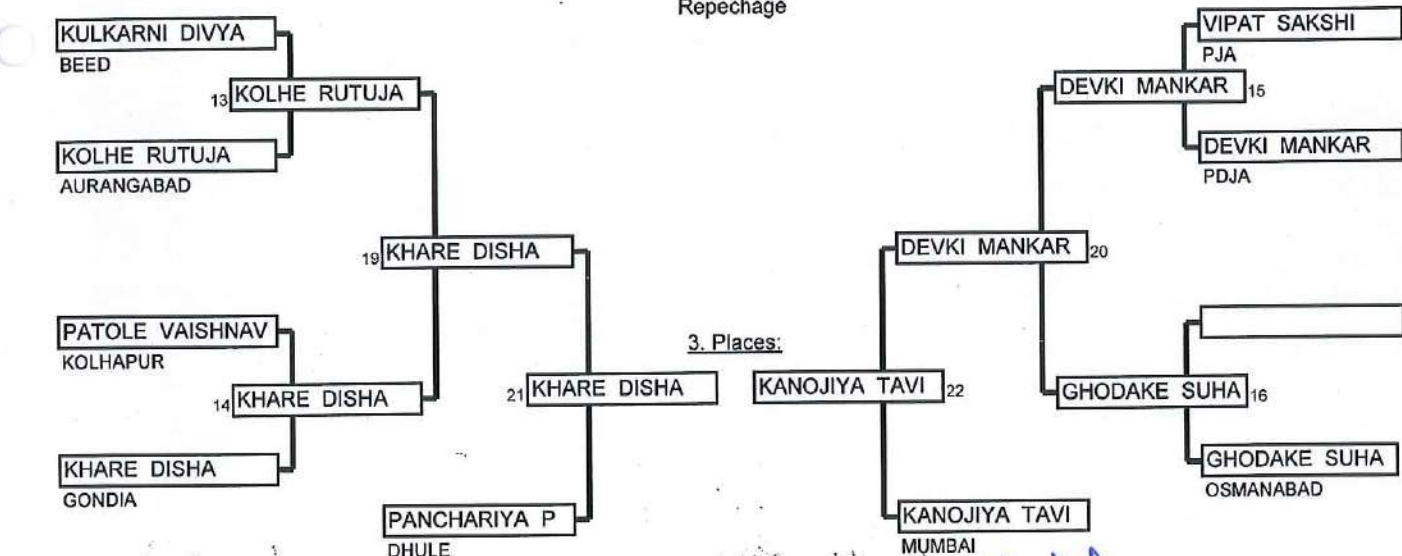 Repechage
KULKARNI DIVYA
BEED
13 KOLHE RUTUJA
KOLHE RUTUJA
AURANGABAD
19 KHARE DISHA
PATOLE VAISHNAV
KOLHAPUR
14 KHARE DISHA
KHARE DISHA
GONDIA
21 KHARE DISHA
PANCHARIYA P
DHULE
3. Places:
VIPAT SAKSHI
PJA
DEVKI MANKAR 15
DEVKI MANKAR
PDJA
DEVKI MANKAR 20
KANOJIYA TAVI 22
GHODAKE SUHA 16
GHODAKE SUHA
OSMANABAD
KANOJIYA TAVI
MUMBAI